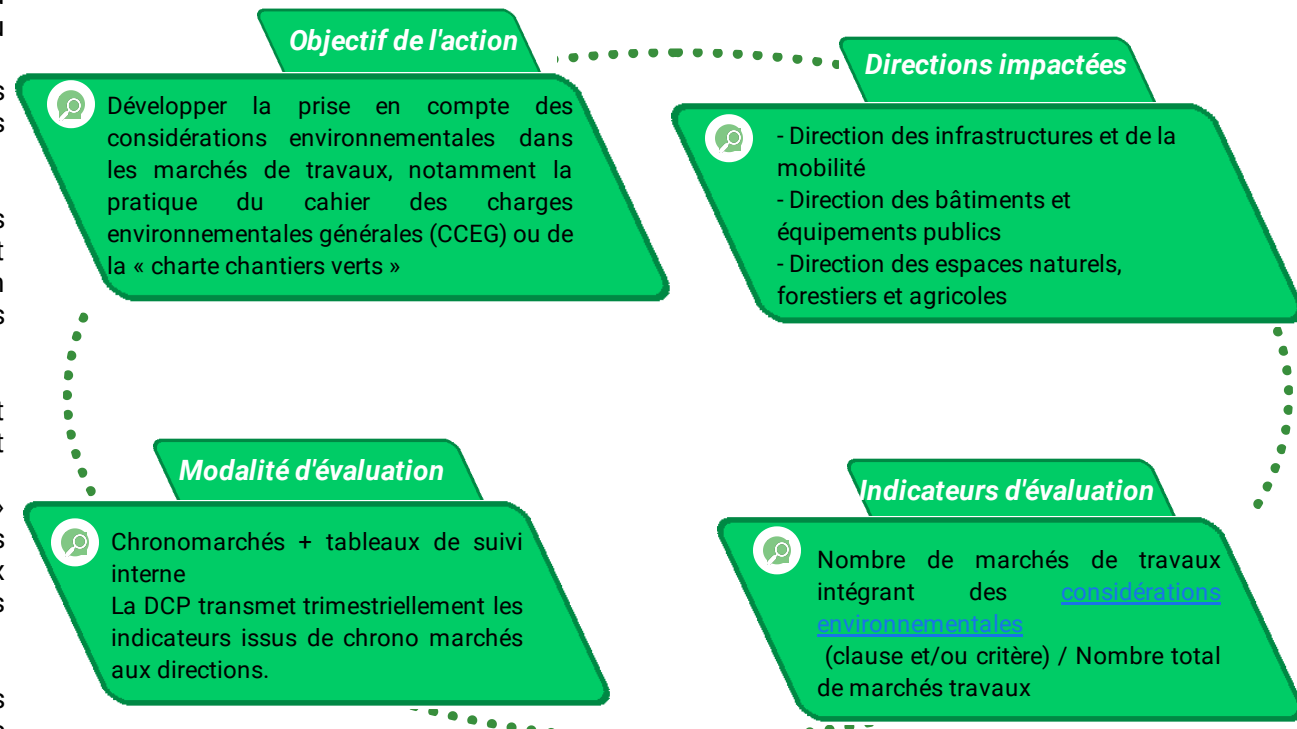 Objectif de l'action
Développer la prise en compte des
considérations environnementales dans
les marchés de travaux, notamment la
pratique du cahier des charges
environnementales générales (CCEG) ou de
la « charte chantiers verts »
Directions impactées
- Direction des infrastructures et de la
mobilité
- Direction des bâtiments et
équipements publics
- Direction des espaces naturels,
forestiers et agricoles
Modalité d'évaluation
Chronomarchés + tableaux de suivi
interne
La DCP transmet trimestriellement les
indicateurs issus de chrono marchés
aux directions.
Indicateurs d'évaluation
Nombre de marchés de travaux
intégrant des considérations
environnementales
(clause et/ou critère) / Nombre total
de marchés travaux